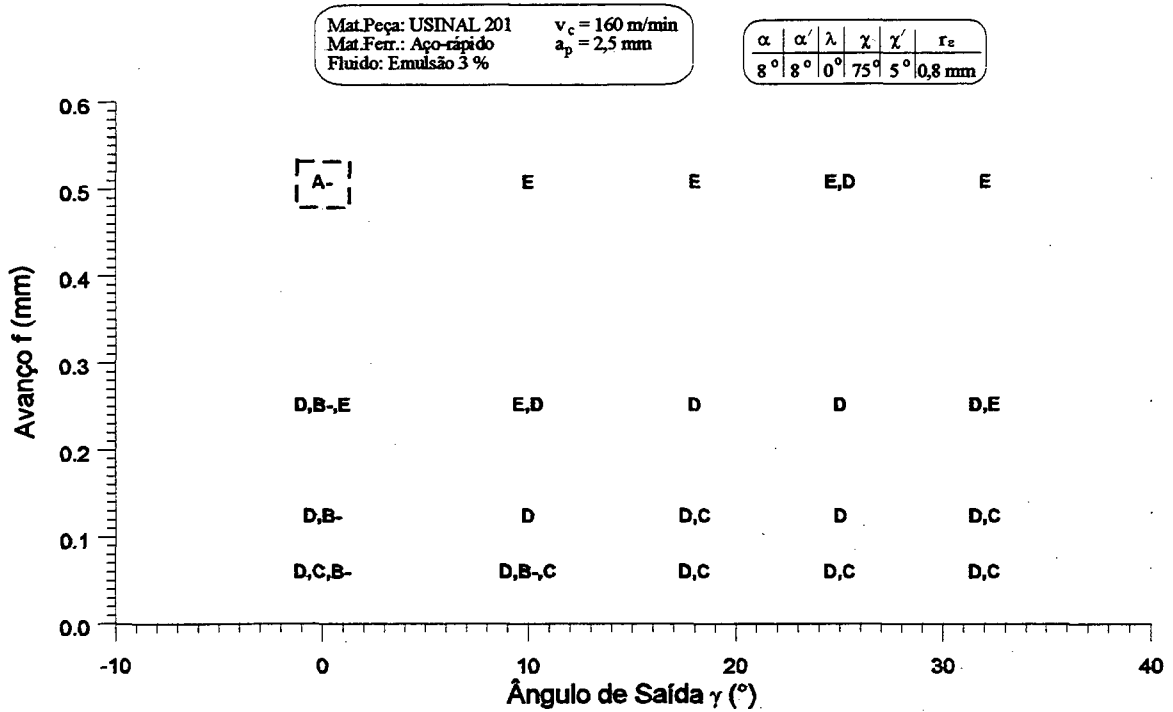 Mat.Peça: USINAL 201 v_c = 160 m/min
Mat.Ferr.: Aço-rápido a_p = 2,5 mm
Fluido: Emulsão 3 %
α α′ λ χ χ′ r_ε
8° 8° 0° 75° 5° 0,8 mm
0.6
0.5 A- E E E,D E
0.4
Avanço f (mm)
0.3
D,B-,E E,D D D D,E
0.2
D,B- D D,C D D,C
0.1
D,C,B- D,B-,C D,C D,C D,C
0.0
-10 0 10 20 30 40
Ângulo de Saída γ (°)